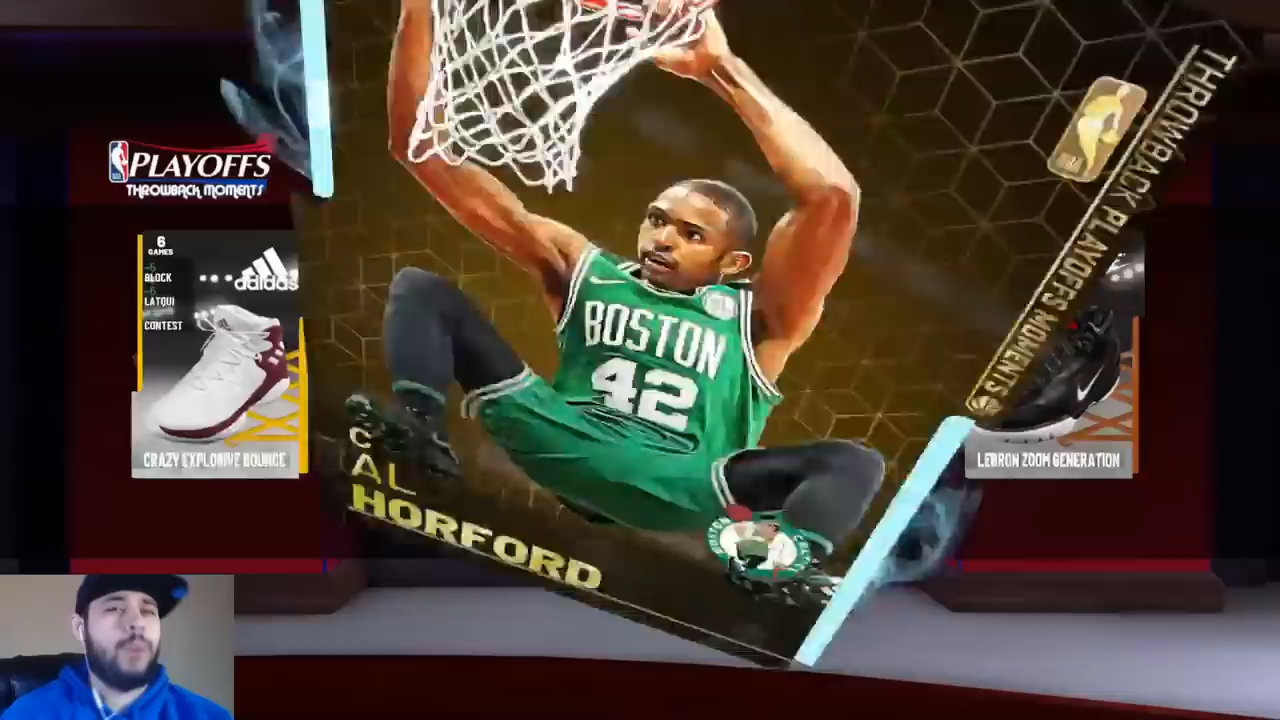 PLAYOFFS
THROWBACK MOMENTS
6
GAMES
BLOCK
LATQUI
CONTEST
adidas
CRAZY EXPLOSIVE BOUNCE
BOSTON
42
C
AL
HORFORD
THROWBACK PLAYOFFS MOMENTS
LEBRON ZOOM GENERATION